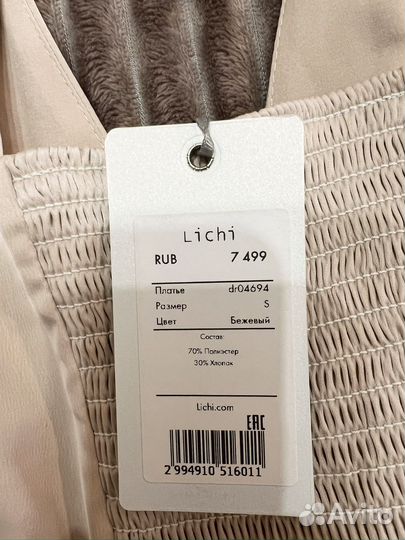 Lichi
RUB 7 499
Платье dr04694
Размер S
Цвет Бежевый
Состав:
70% Полиэстер
30% Хлопок
Lichi.com
EAC
2 994910 516011
Avito